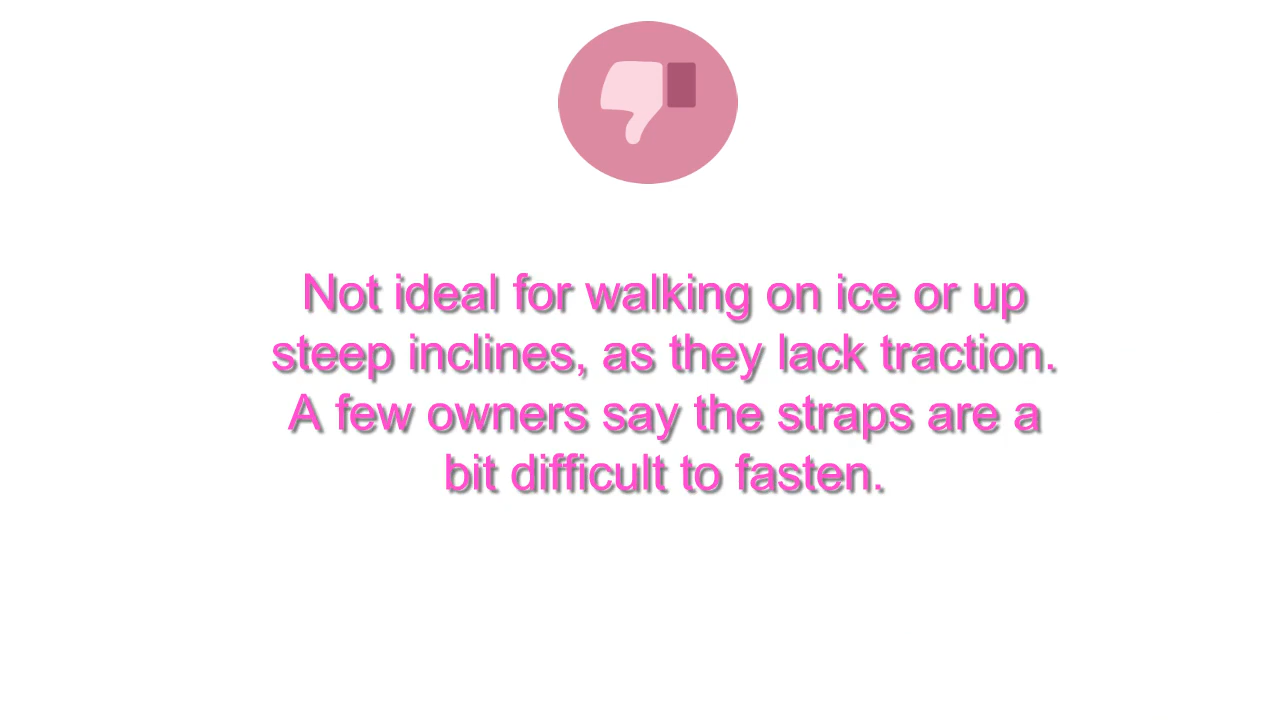 Not ideal for walking on ice or up
steep inclines, as they lack traction.
A few owners say the straps are a
bit difficult to fasten.